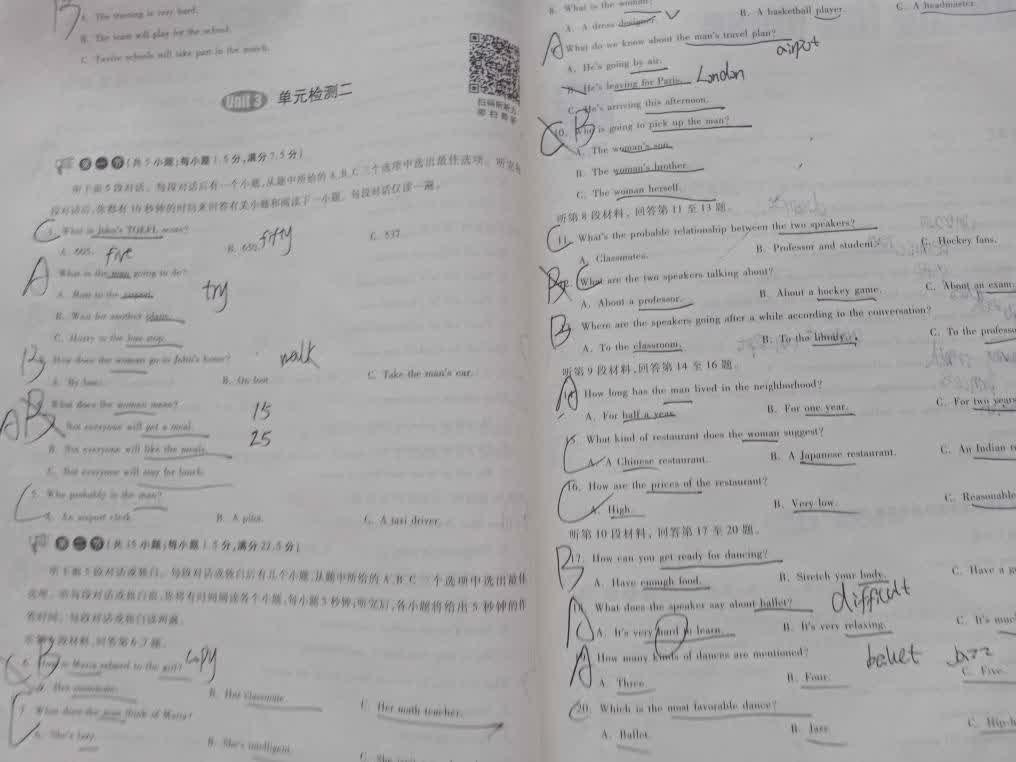 B
A. The training is very hard.
B. The team will play for the school.
C. Twelve schools will take part in the match.
Unit 3 单元检测二
扫码
第一节(共5小题;每小题1.5分,满分7.5分)
听下面5段对话。每段对话后有一个小题,从题中所给的A、B、C三个选项中选出最佳选项。听完每
段对话后,你都有10秒钟的时间来回答有关小题和阅读下一小题。每段对话仅读一遍。
C 1. What is John's TOEFL score?
A. 605. B. 650. C. 537.
five fifty
A What is the man going to do?
A. to the airport.
try
B. Wait for another plane.
C. Hurry to the bus stop.
B How does the woman go to John's home?
walk
A. By bus. B. On foot. C. Take the man's car.
A B What does the woman mean?
15
Not everyone will get a meal.
25
B. Not everyone will like the meals.
C. Not everyone will stay for lunch.
C 5. Who probably is the man?
A. An airport clerk. B. A pilot. C. A taxi driver.
第二节(共15小题;每小题1.5分,满分22.5分)
听下面5段对话或独白。每段对话或独白后有几个小题,从题中所给的A、B、C三个选项中选出最佳
选项。听每段对话或独白前,你将有时间阅读各个小题,每小题5秒钟;听完后,各小题将给出5秒钟的作
答时间。每段对话或独白读两遍。
听第6段材料,回答第6、7题。
B 6. How is Maria related to the girl?
copy
A. Her roommate. B. Her classmate. C. Her math teacher.
C 7. What does the man think of Maria?
A. She's lazy. B. She's intelligent. C. She
8. What is the woman?
A. A dress designer. B. A basketball player. C. A headmaster.
A What do we know about the man's travel plan?
airpot
A. He's going by air.
B. He's leaving for Paris.
London
C. He's arriving this afternoon.
B 10. Who is going to pick up the man?
A. The woman's son.
B. The woman's brother.
C. The woman herself.
听第8段材料,回答第11至13题。
C 11. What's the probable relationship between the two speakers?
A. Classmates. B. Professor and student. C. Hockey fans.
C What are the two speakers talking about?
A. About a professor. B. About a hockey game. C. About an exam.
B Where are the speakers going after a while according to the conversation?
A. To the classroom. B. To the library. C. To the
听第9段材料,回答第14至16题。
A 14. How long has the man lived in the neighborhood?
A. For half a year. B. For one year. C. For two years
C 15. What kind of restaurant does the woman suggest?
A. A Chinese restaurant. B. A Japanese restaurant. C. An Indian
C 16. How are the prices of the restaurant?
A. High. B. Very low. C. Reasonable
听第10段材料,回答第17至20题。
B 17. How can you get ready for dancing?
A. Have enough food. B. Stretch your body. C. Have a
A 18. What does the speaker say about ballet?
difficult
A. It's very hard to learn. B. It's very relaxing. C. It's
A 19. How many kinds of dances are mentioned?
ballet
A. Three. B. Four. C. Five.
C 20. Which is the most favorable dance?
A. Ballet. B. Jazz. C.